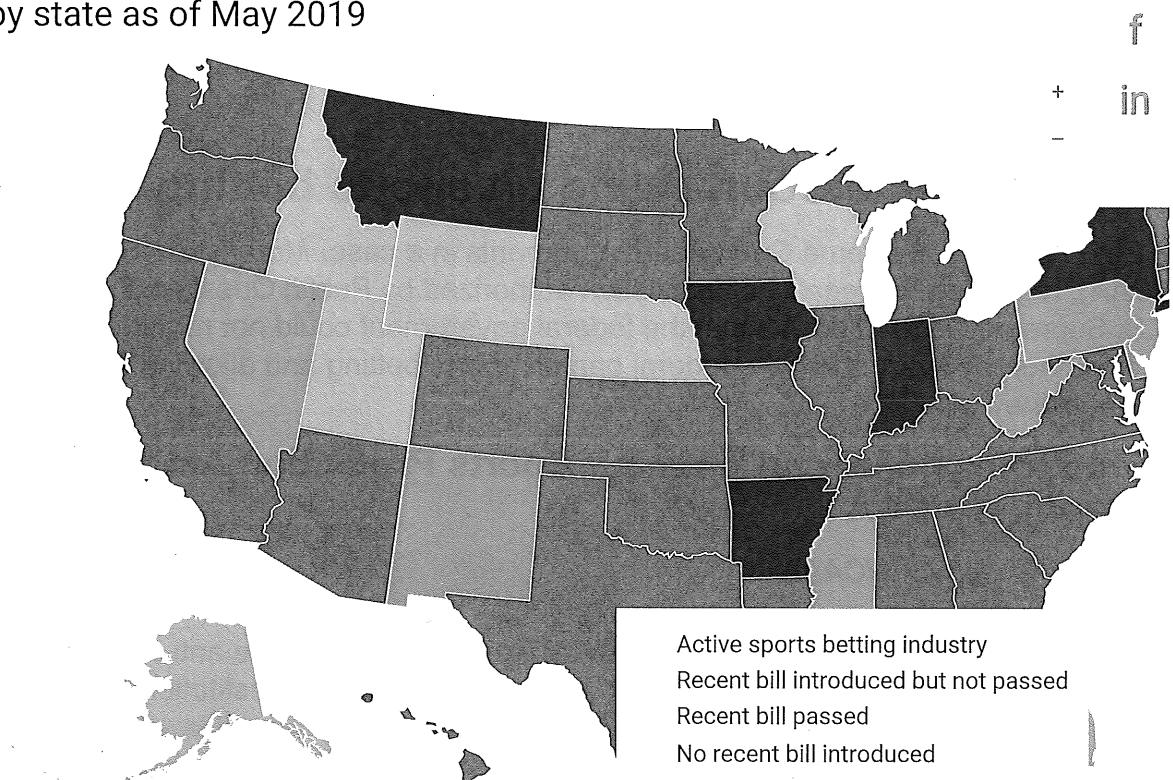 by state as of May 2019
f
+
in
−
Active sports betting industry
Recent bill introduced but not passed
Recent bill passed
No recent bill introduced